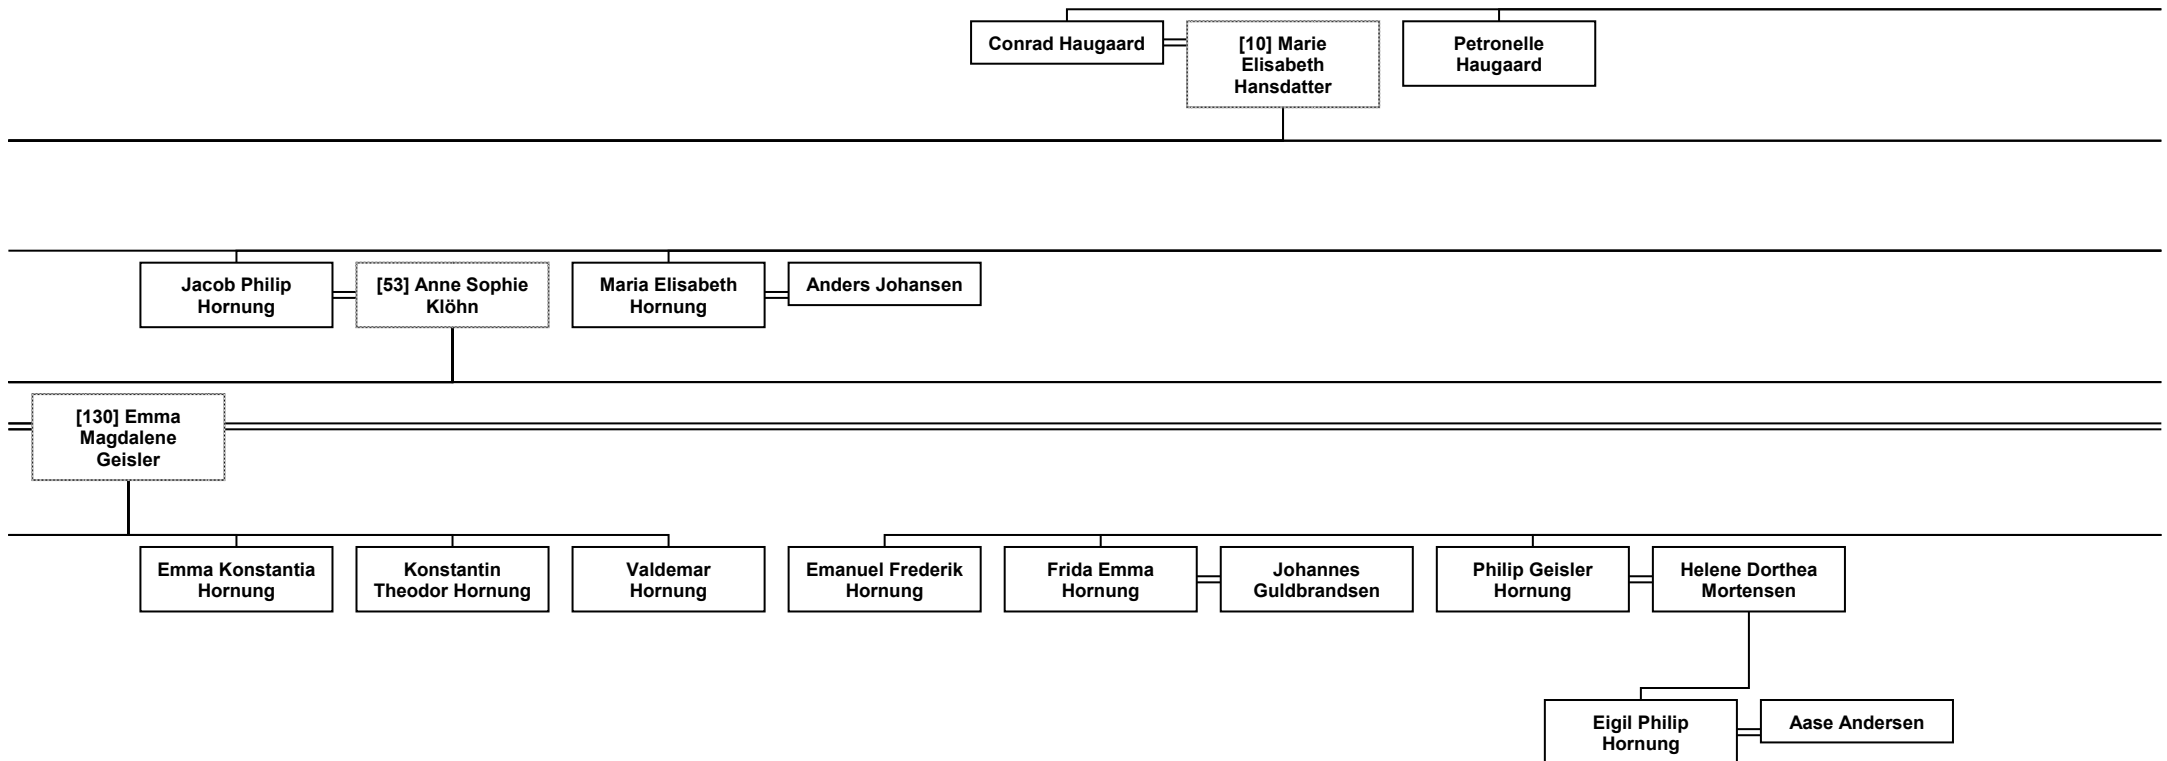 Conrad Haugaard
[10] Marie
Elisabeth
Hansdatter
Petronelle
Haugaard
Jacob Philip
Hornung
[53] Anne Sophie
Klöhn
Maria Elisabeth
Hornung
Anders Johansen
[130] Emma
Magdalene
Geisler
Emma Konstantia
Hornung
Konstantin
Theodor Hornung
Valdemar
Hornung
Emanuel Frederik
Hornung
Frida Emma
Hornung
Johannes
Guldbrandsen
Philip Geisler
Hornung
Helene Dorthea
Mortensen
Eigil Philip
Hornung
Aase Andersen